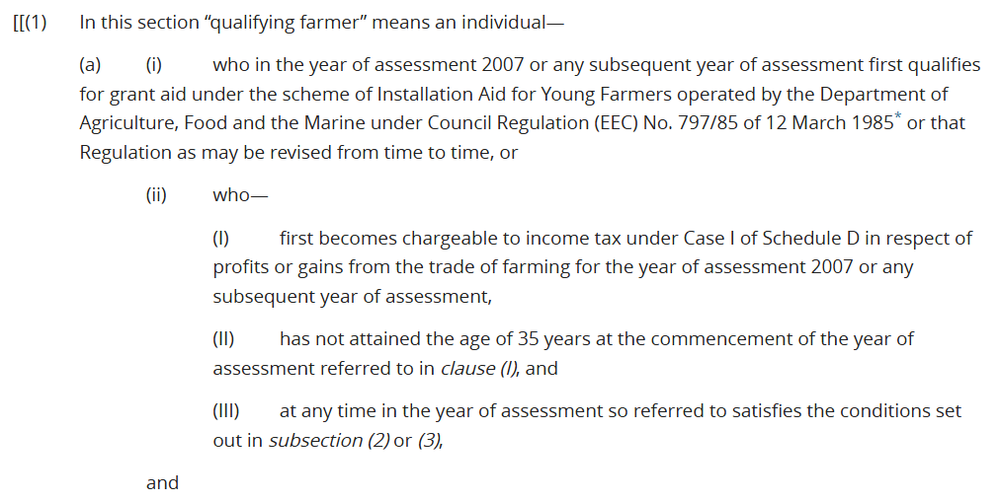 [[(1) In this section “qualifying farmer” means an individual—
(a) (i) who in the year of assessment 2007 or any subsequent year of assessment first qualifies
for grant aid under the scheme of Installation Aid for Young Farmers operated by the Department of
Agriculture, Food and the Marine under Council Regulation (EEC) No. 797/85 of 12 March 1985* or that
Regulation as may be revised from time to time, or
(ii) who—
(I) first becomes chargeable to income tax under Case I of Schedule D in respect of
profits or gains from the trade of farming for the year of assessment 2007 or any
subsequent year of assessment,
(II) has not attained the age of 35 years at the commencement of the year of
assessment referred to in clause (I), and
(III) at any time in the year of assessment so referred to satisfies the conditions set
out in subsection (2) or (3),
and